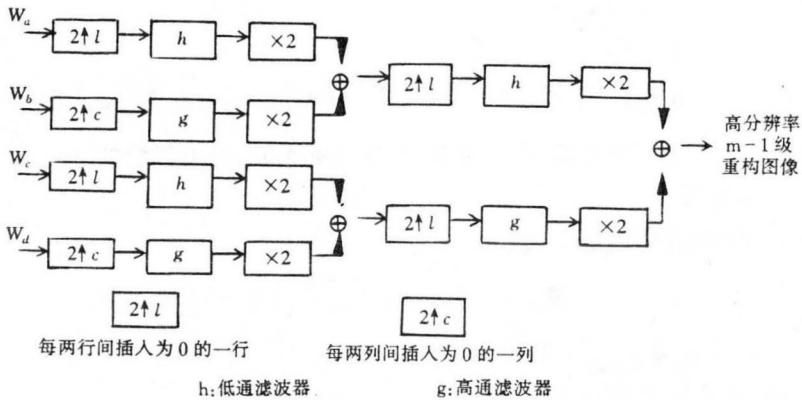 W_a 2↑l h ×2
2↑l h ×2
W_b 2↑c g ×2
高分辨率
m-1级
重构图像
W_c 2↑l h ×2
2↑l g ×2
W_d 2↑c g ×2
2↑l
2↑c
每两行间插人为0的一行
每两列间插人为0的一列
h:低通滤波器
g:高通滤波器